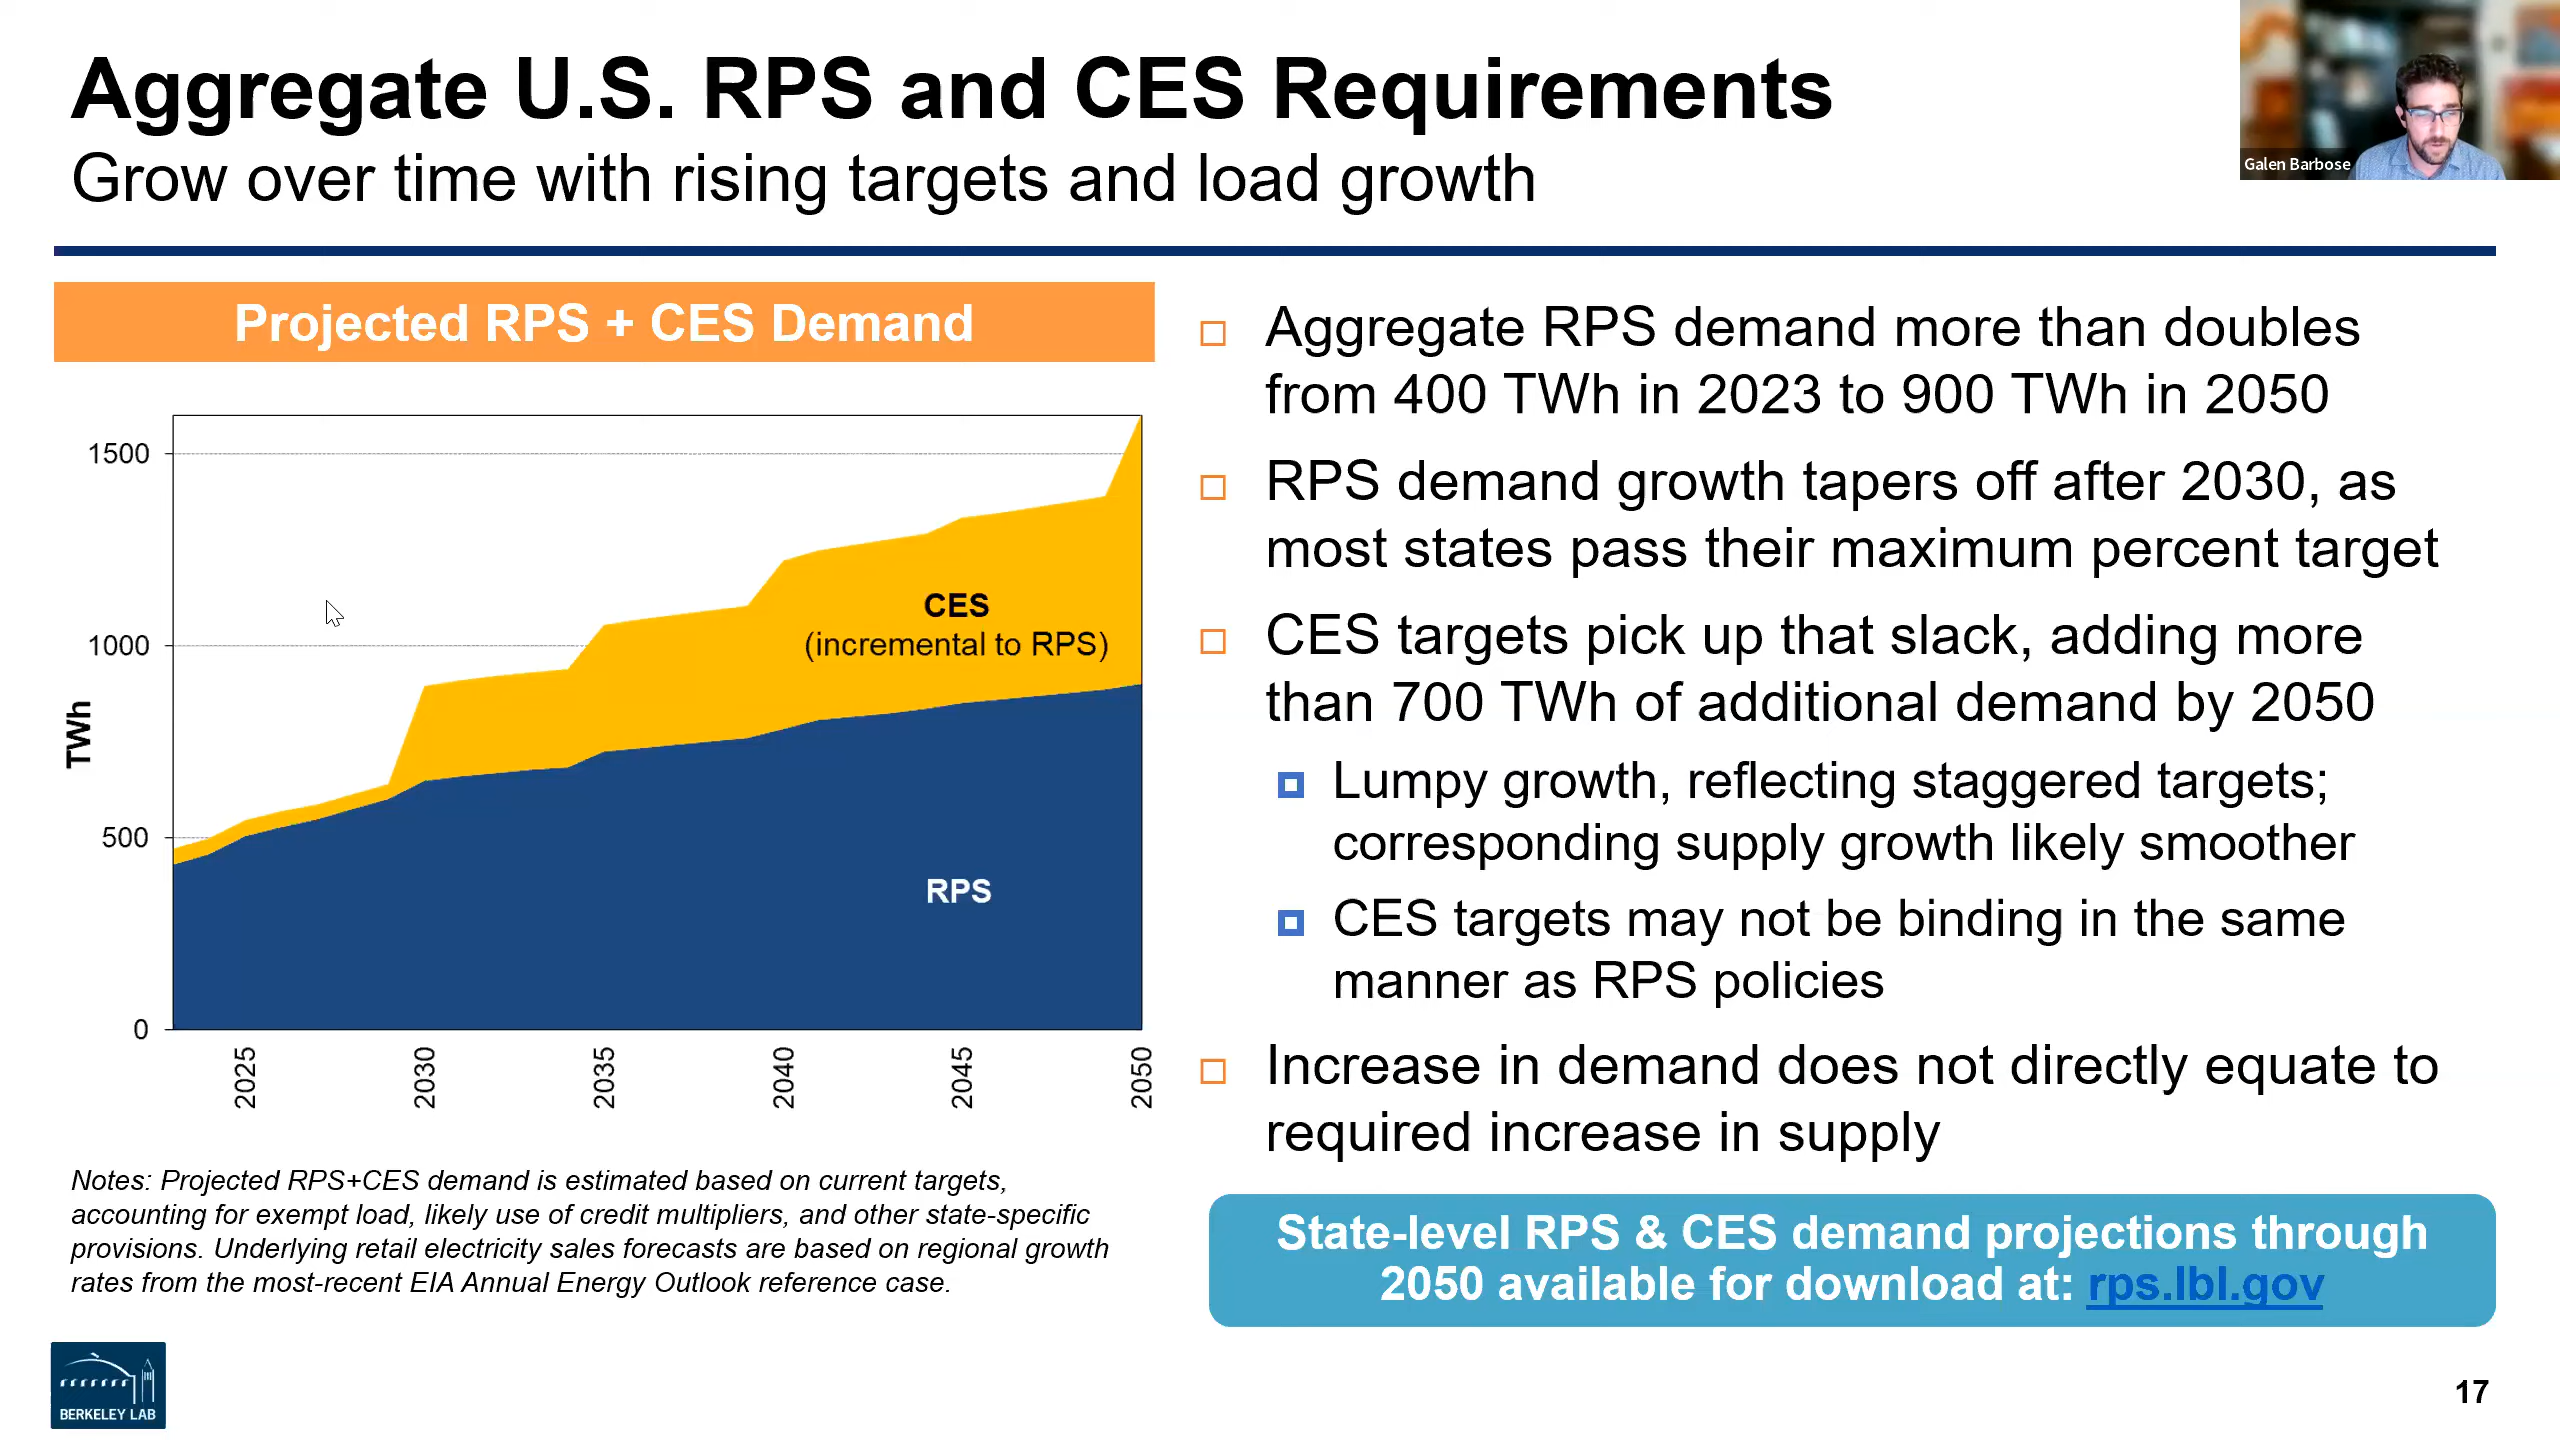 Aggregate U.S. RPS and CES Requirements
Grow over time with rising targets and load growth
Galen Barbose
Projected RPS + CES Demand
1500
1000
500
0
TWh
CES
(incremental to RPS)
RPS
2025
2030
2035
2040
2045
2050
Notes: Projected RPS+CES demand is estimated based on current targets,
accounting for exempt load, likely use of credit multipliers, and other state-specific
provisions. Underlying retail electricity sales forecasts are based on regional growth
rates from the most-recent EIA Annual Energy Outlook reference case.
Aggregate RPS demand more than doubles
from 400 TWh in 2023 to 900 TWh in 2050
RPS demand growth tapers off after 2030, as
most states pass their maximum percent target
CES targets pick up that slack, adding more
than 700 TWh of additional demand by 2050
Lumpy growth, reflecting staggered targets;
corresponding supply growth likely smoother
CES targets may not be binding in the same
manner as RPS policies
Increase in demand does not directly equate to
required increase in supply
State-level RPS & CES demand projections through
2050 available for download at: rps.lbl.gov
BERKELEY LAB
17